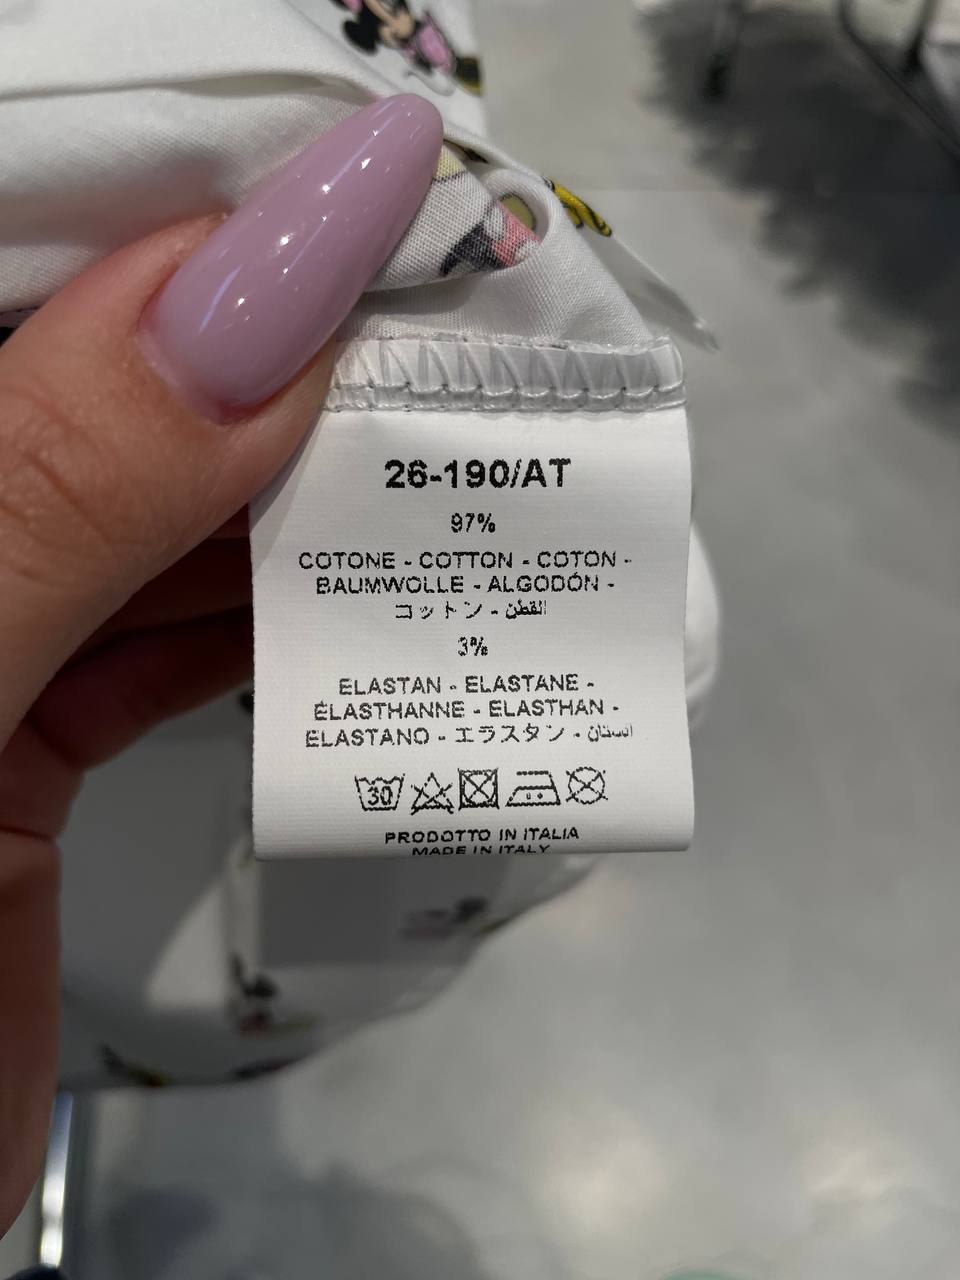 26-190/AT
97%
COTONE - COTTON - COTON -
BAUMWOLLE - ALGODÓN -
コットン - القطن
3%
ELASTAN - ELASTANE -
ÉLASTHANNE - ELASTHAN -
ELASTANO - エラスタン -
30
PRODOTTO IN ITALIA
MADE IN ITALY